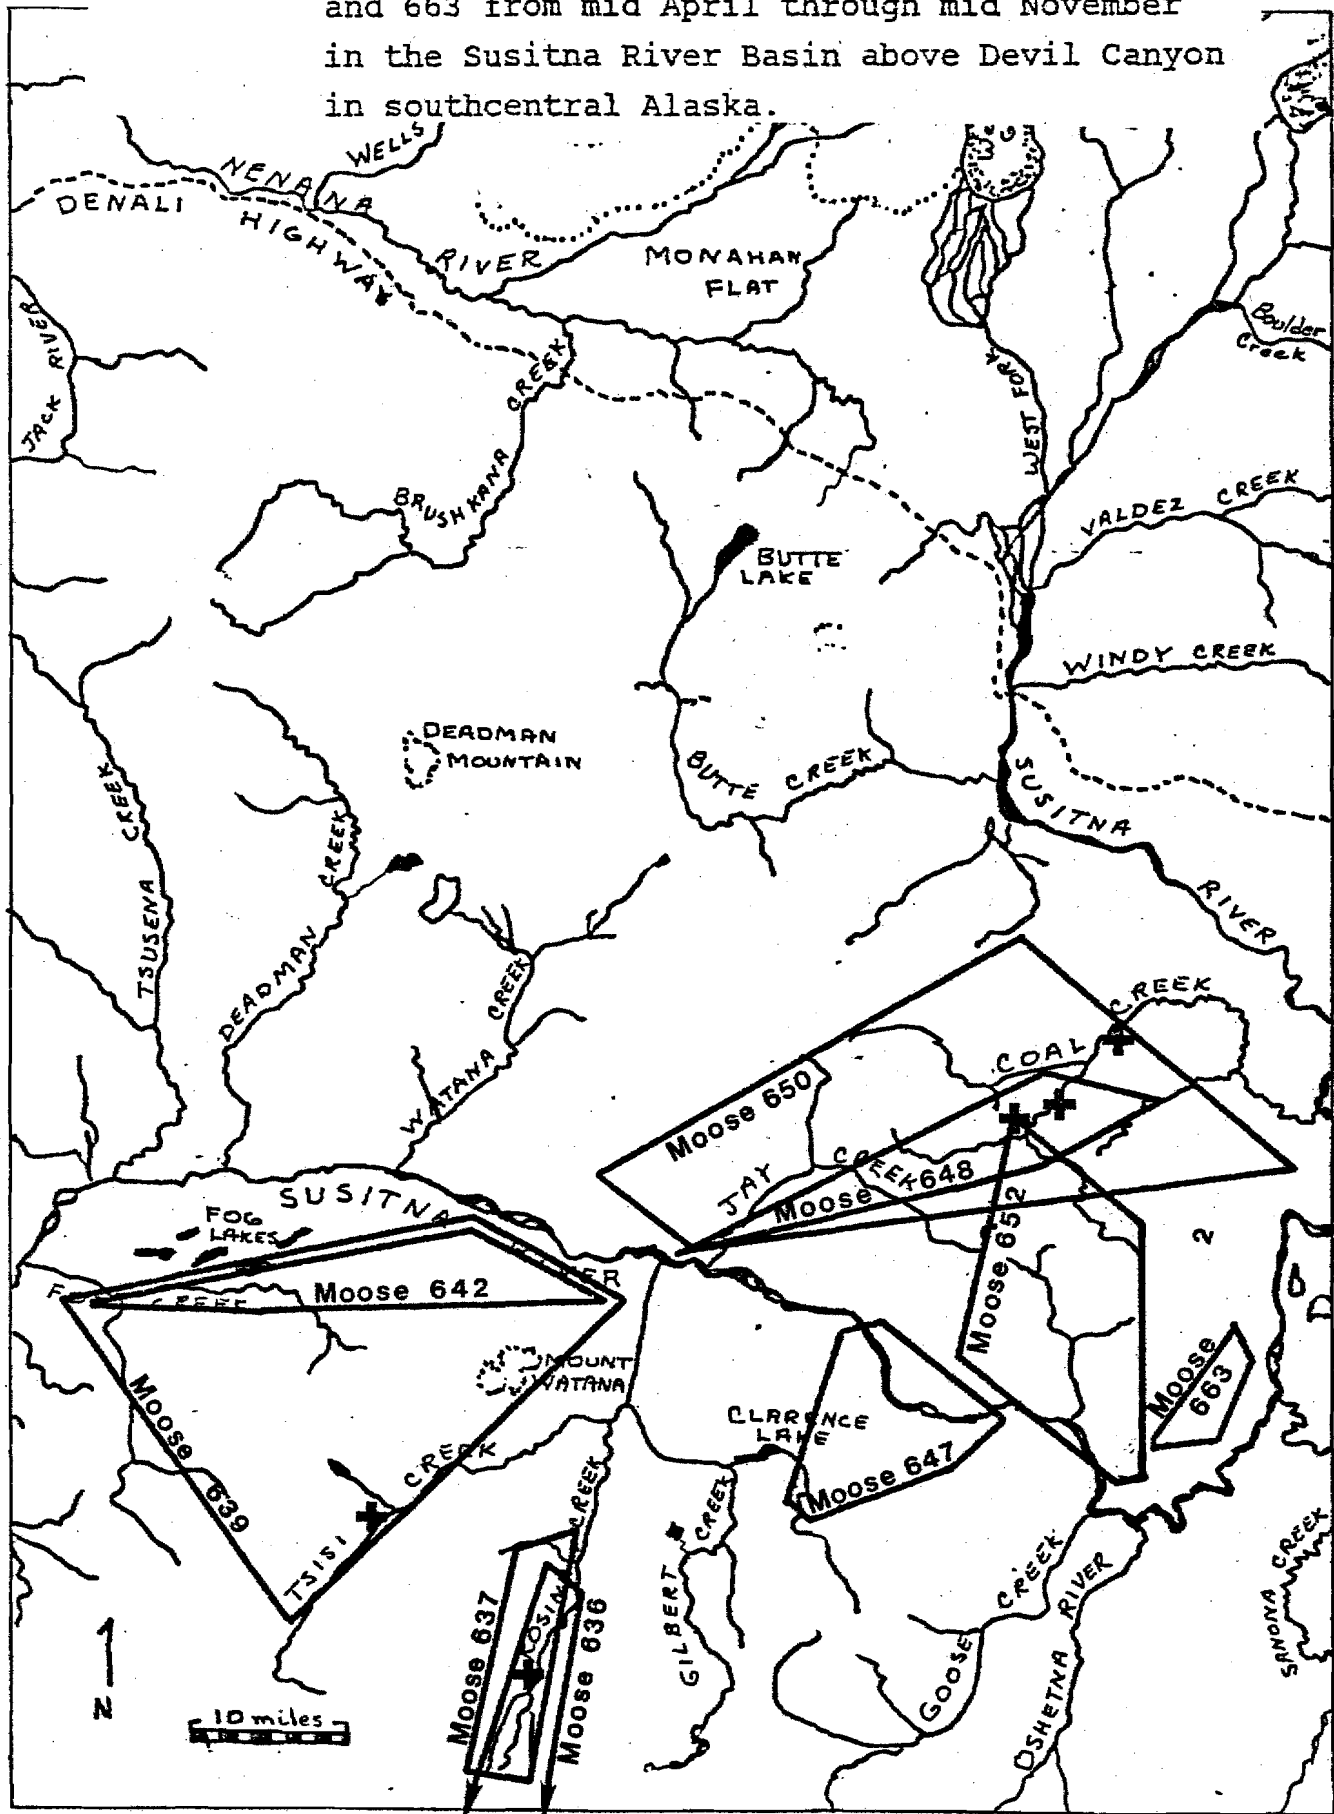 and 663 from mid April through mid November
in the Susitna River Basin above Devil Canyon
in southcentral Alaska.
WELLS
NENANA
DENALI
HIGHWAY
RIVER
MONAHAN
FLAT
JACK RIVER
Boulder
Creek
WEST FORK
BRUSHKANA CREEK
VALDEZ CREEK
BUTTE
LAKE
WINDY CREEK
DEADMAN
MOUNTAIN
BUTTE CREEK
SUSITNA
RIVER
TSUSENA CREEK
DEADMAN CREEK
WATANA CREEK
COAL CREEK
Moose 650
JAY CREEK
Moose 648
Moose 652
2
SUSITNA
FOG
LAKES
CREEK
Moose 642
MOUNT
WATANA
Moose 639
TSISI CREEK
CLARENCE
LAKE
Moose 647
Moose
663
CREEK
Moose 637
Moose 636
GILBERT CREEK
GOOSE CREEK
OSHETNA RIVER
SANONA CREEK
N
10 miles